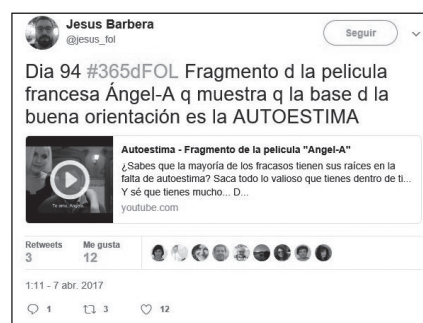 Jesus Barbera
@jesus_fol
Seguir
Dia 94 #365dFOL Fragmento d la pelicula
francesa Ángel-A q muestra q la base d la
buena orientación es la AUTOESTIMA
Autoestima - Fragmento de la pelicula "Angel-A"
¿Sabes que la mayoría de los fracasos tienen sus raíces en la
falta de autoestima? Saca todo lo valioso que tienes dentro de ti...
Y sé que tienes mucho... D...
youtube.com
Te amo, Angela
Retweets
3
Me gusta
12
1:11 - 7 abr. 2017
1
3
12